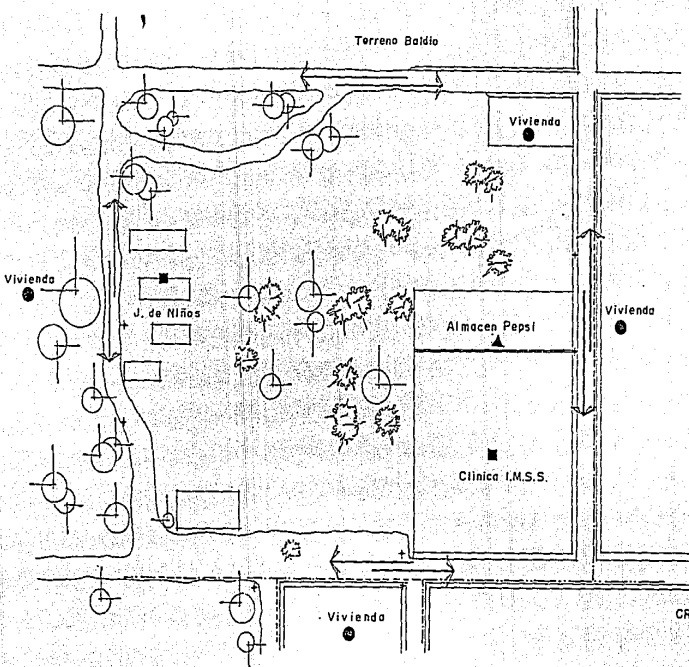 Terreno Baldio
Vivienda
Vivienda
J. de Niños
Almacen Pepsi
Vivienda
Clinica I.M.S.S.
Vivienda
CR